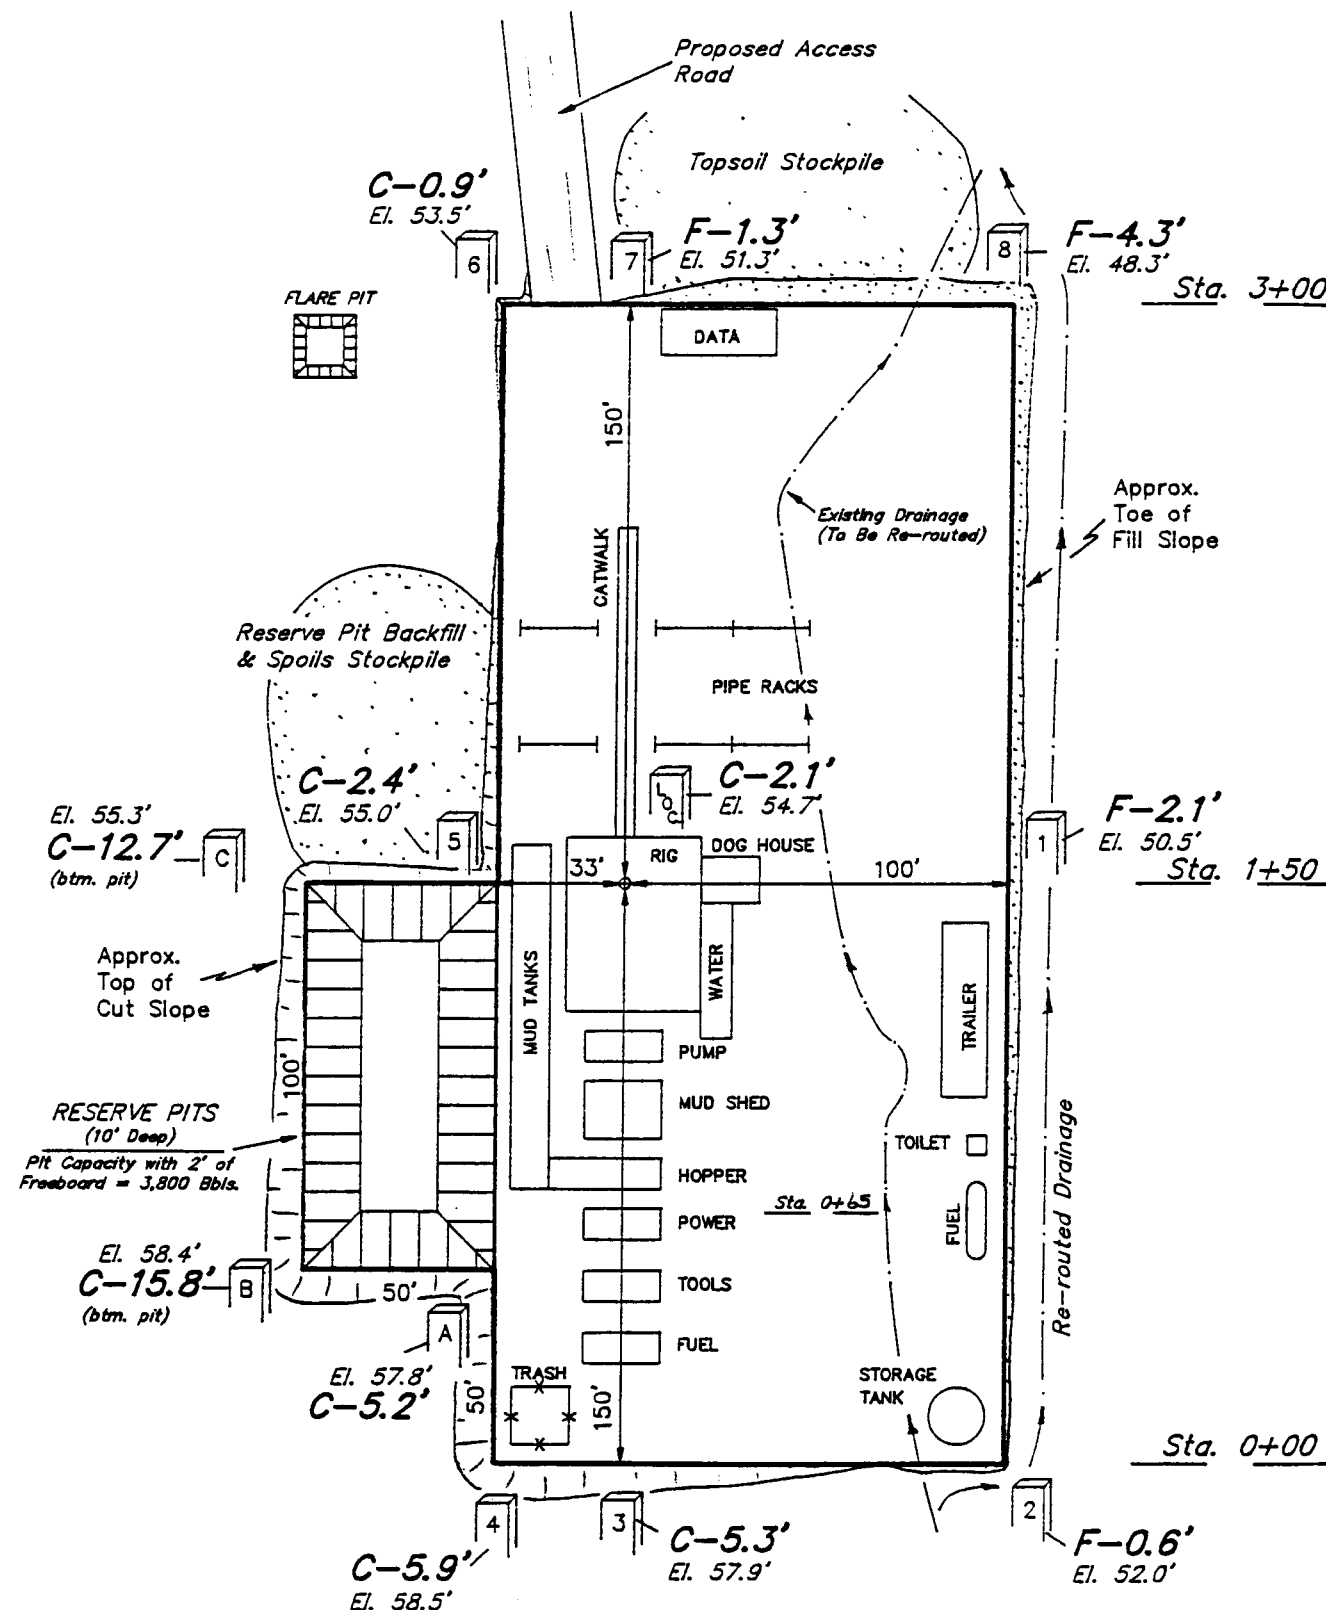 Proposed Access
Road
Topsoil Stockpile
C-0.9'
El. 53.5'
6
7
F-1.3'
El. 51.3'
8
F-4.3'
El. 48.3'
Sta. 3+00
FLARE PIT
DATA
150'
CATWALK
Existing Drainage
(To Be Re-routed)
Approx.
Toe of
Fill Slope
Reserve Pit Backfill
& Spoils Stockpile
PIPE RACKS
C-2.4'
El. 55.0'
5
LOC.
C-2.1'
El. 54.7'
El. 55.3'
C-12.7'
(btm. pit)
C
1
F-2.1'
El. 50.5'
Sta. 1+50
RIG
DOG HOUSE
33'
100'
Approx.
Top of
Cut Slope
MUD TANKS
WATER
TRAILER
PUMP
MUD SHED
100'
RESERVE PITS
(10' Deep)
Pit Capacity with 2' of
Freeboard = 3,800 Bbls.
TOILET
HOPPER
Sta. 0+65
POWER
FUEL
Re-routed Drainage
El. 58.4'
C-15.8'
(btm. pit)
B
50'
TOOLS
A
El. 57.8'
C-5.2'
FUEL
TRASH
50'
150'
STORAGE
TANK
Sta. 0+00
4
C-5.9'
El. 58.5'
3
C-5.3'
El. 57.9'
2
F-0.6'
El. 52.0'